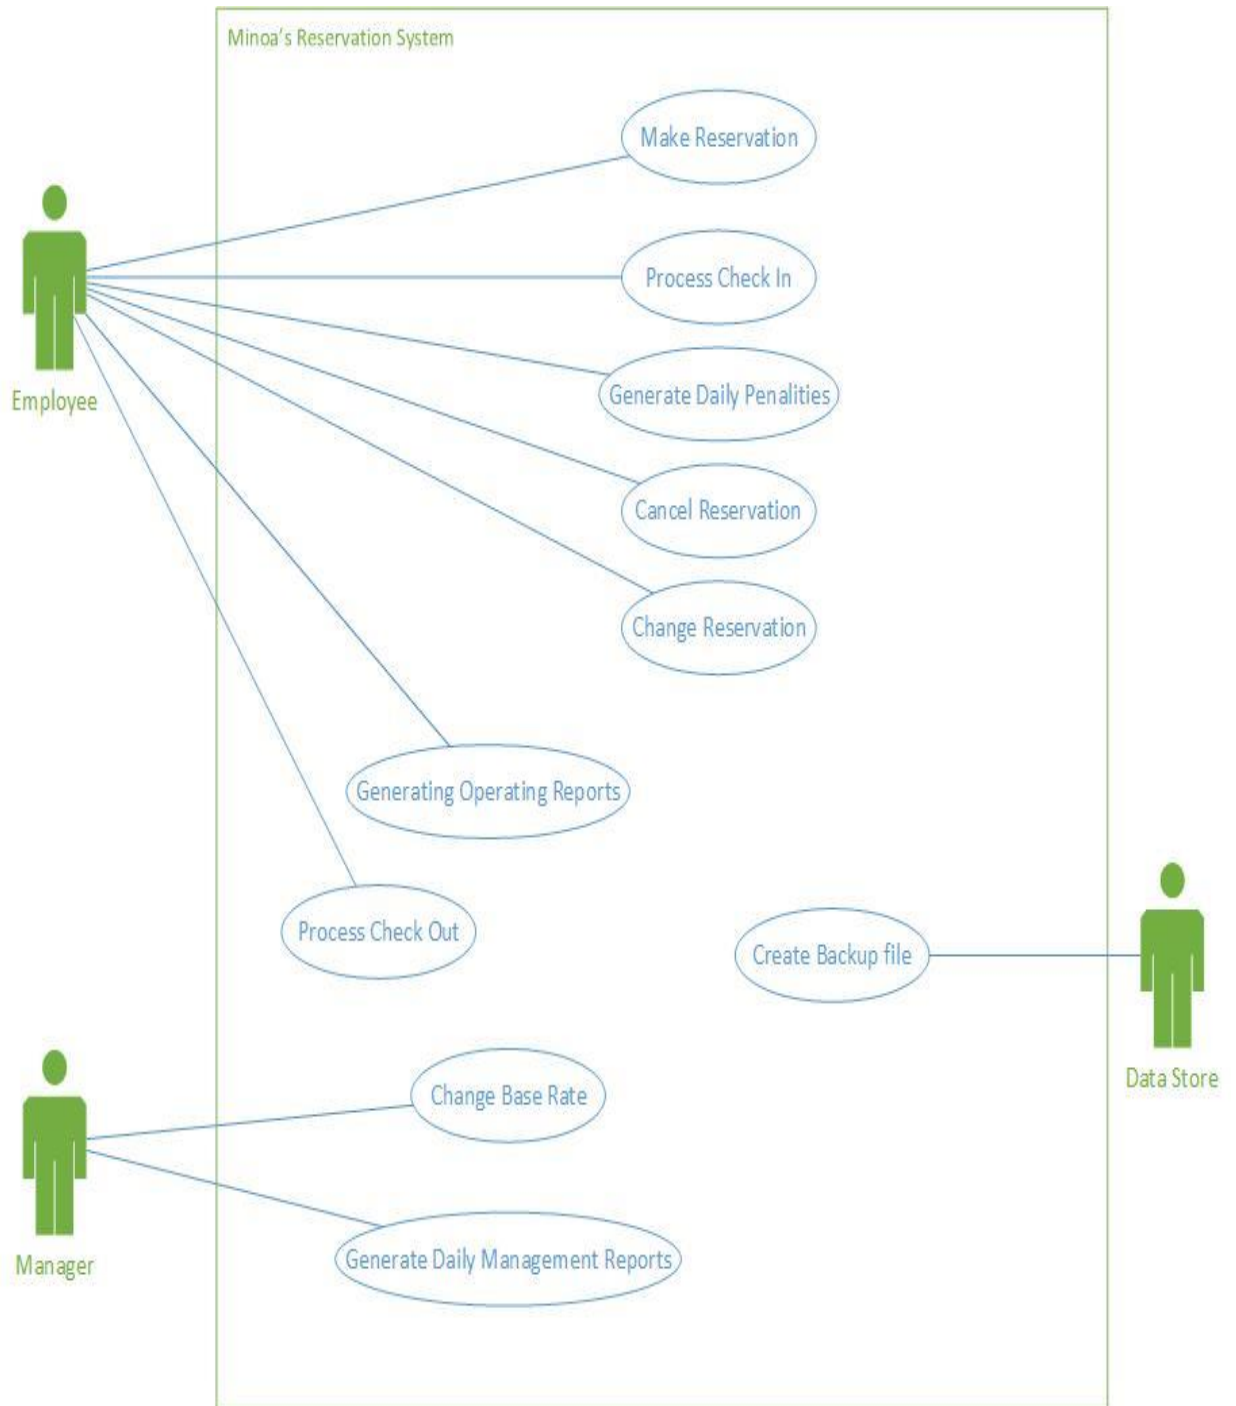 Minoa's Reservation System
Make Reservation
Process Check In
Employee
Generate Daily Penalities
Cancel Reservation
Change Reservation
Generating Operating Reports
Process Check Out
Create Backup file
Data Store
Change Base Rate
Manager
Generate Daily Management Reports